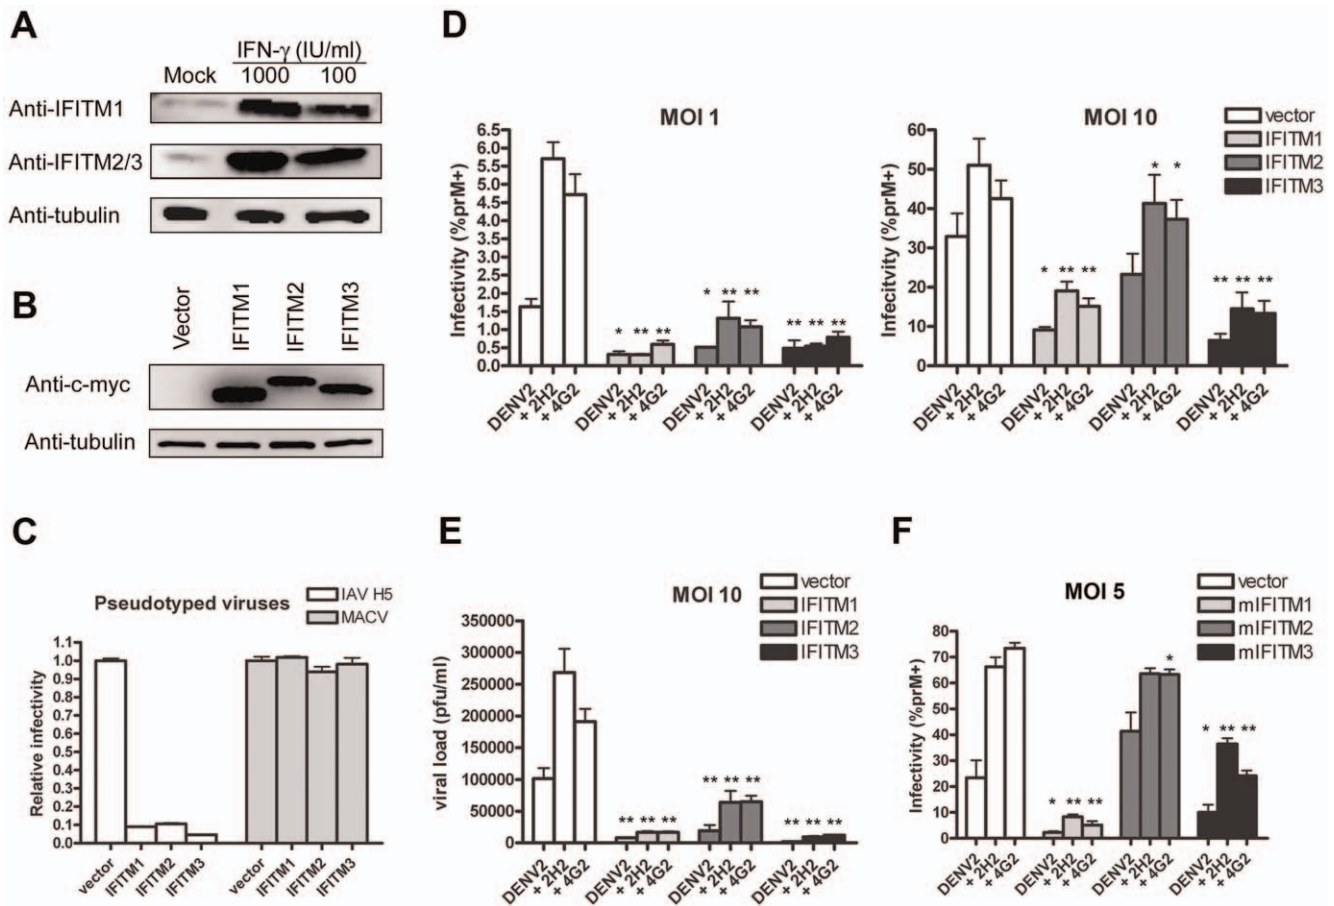 A
IFN-γ (IU/ml)
Mock 1000 100
Anti-IFITM1
Anti-IFITM2/3
Anti-tubulin
B
Vector IFITM1 IFITM2 IFITM3
Anti-c-myc
Anti-tubulin
C
Pseudotyped viruses
IAV H5
MACV
Relative infectivity
1.1
1.0
0.9
0.8
0.7
0.6
0.5
0.4
0.3
0.2
0.1
0.0
vector IFITM1 IFITM2 IFITM3 vector IFITM1 IFITM2 IFITM3
D
MOI 1
Infectivity (%prM+)
6.5
6.0
5.5
5.0
4.5
4.0
3.5
3.0
2.5
2.0
1.5
1.0
0.5
0.0
* ** ** * ** ** ** ** **
DENV2 + 2H2 + 4G2 DENV2 + 2H2 + 4G2 DENV2 + 2H2 + 4G2 DENV2 + 2H2 + 4G2
MOI 10
vector
IFITM1
IFITM2
IFITM3
Infecitvity (%prM+)
60
50
40
30
20
10
0
* ** ** * * ** ** **
DENV2 + 2H2 + 4G2 DENV2 + 2H2 + 4G2 DENV2 + 2H2 + 4G2 DENV2 + 2H2 + 4G2
E
MOI 10
vector
IFITM1
IFITM2
IFITM3
viral load (pfu/ml)
350000
300000
250000
200000
150000
100000
50000
0
** ** ** ** ** ** ** ** **
DENV2 + 2H2 + 4G2 DENV2 + 2H2 + 4G2 DENV2 + 2H2 + 4G2 DENV2 + 2H2 + 4G2
F
MOI 5
vector
mIFITM1
mIFITM2
mIFITM3
Infectivity (%prM+)
80
70
60
50
40
30
20
10
0
* ** ** * * ** **
DENV2 + 2H2 + 4G2 DENV2 + 2H2 + 4G2 DENV2 + 2H2 + 4G2 DENV2 + 2H2 + 4G2